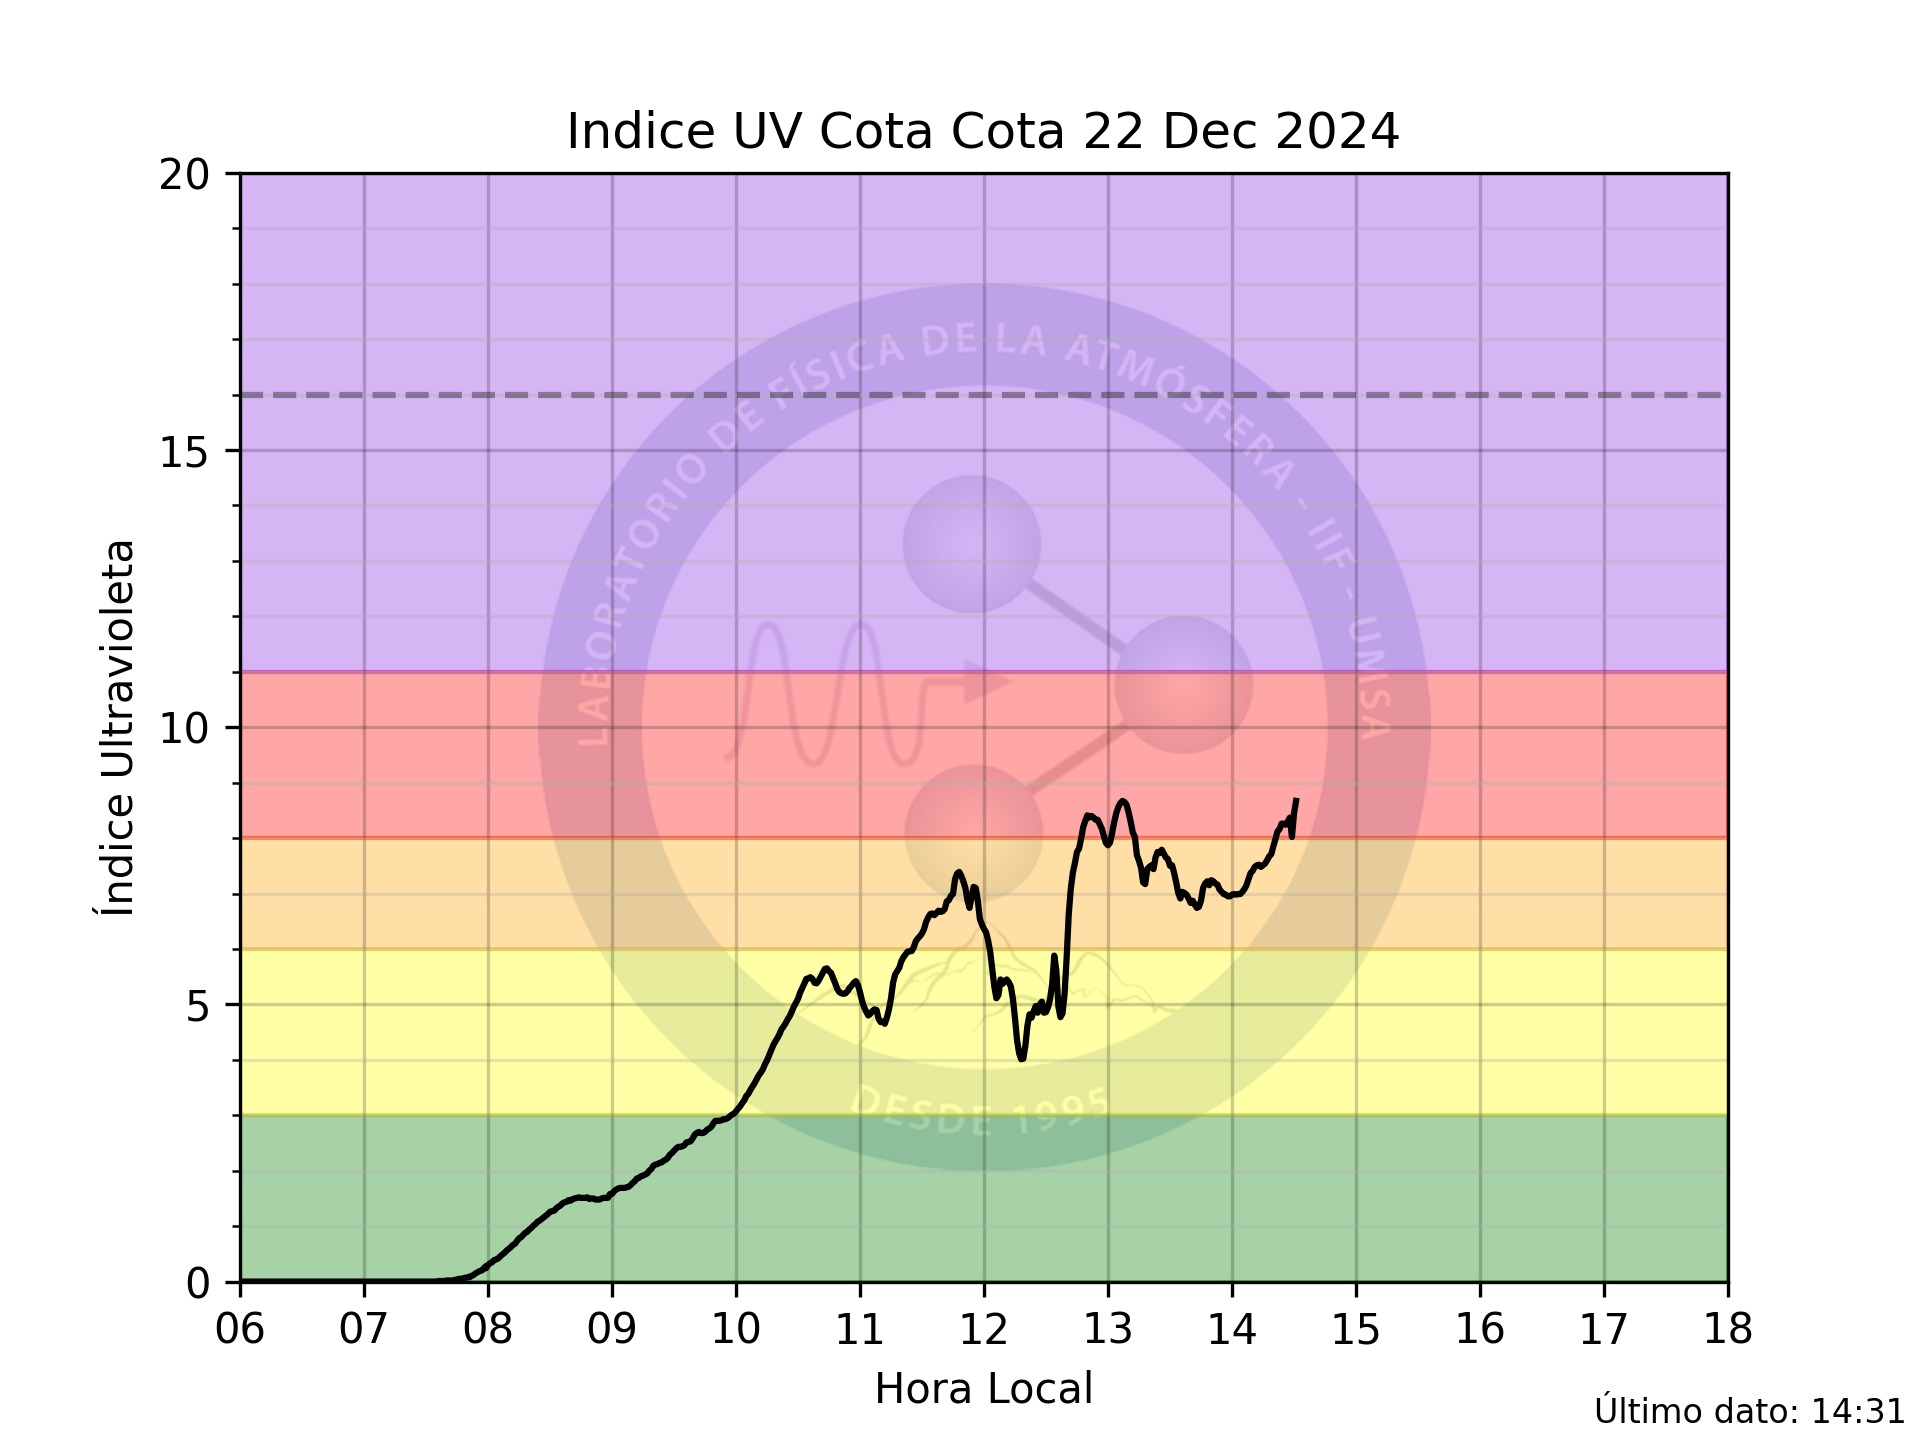 Indice UV Cota Cota 22 Dec 2024
20
15
10
5
0
Índice Ultravioleta
LABORATORIO DE FÍSICA DE LA ATMÓSFERA - IIF - UMSA
DESDE 1995
06 07 08 09 10 11 12 13 14 15 16 17 18
Hora Local
Último dato: 14:31